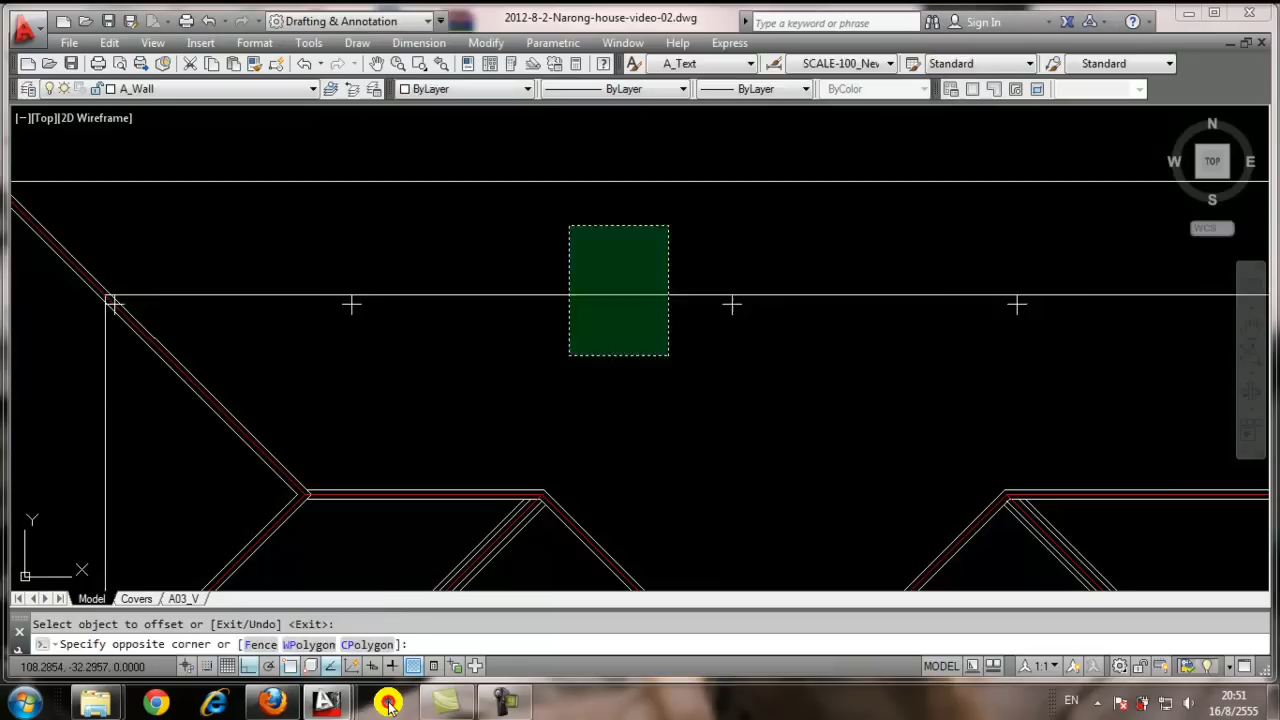 Drafting & Annotation
2012-8-2-Narong-house-video-02.dwg
Type a keyword or phrase
Sign In
File Edit View Insert Format Tools Draw Dimension Modify Parametric Window Help Express
A_Text
SCALE-100_Nev
Standard
Standard
A_Wall
ByLayer
ByLayer
ByLayer
ByColor
[−][Top][2D Wireframe]
N
W
TOP
E
S
WCS
Y
X
Model Covers A03_V
Select object to offset or [Exit/Undo] <Exit>:
Specify opposite corner or [Fence WPolygon CPolygon]:
108.2854, -32.2957, 0.0000
MODEL
1:1
EN
20:51
16/8/2555